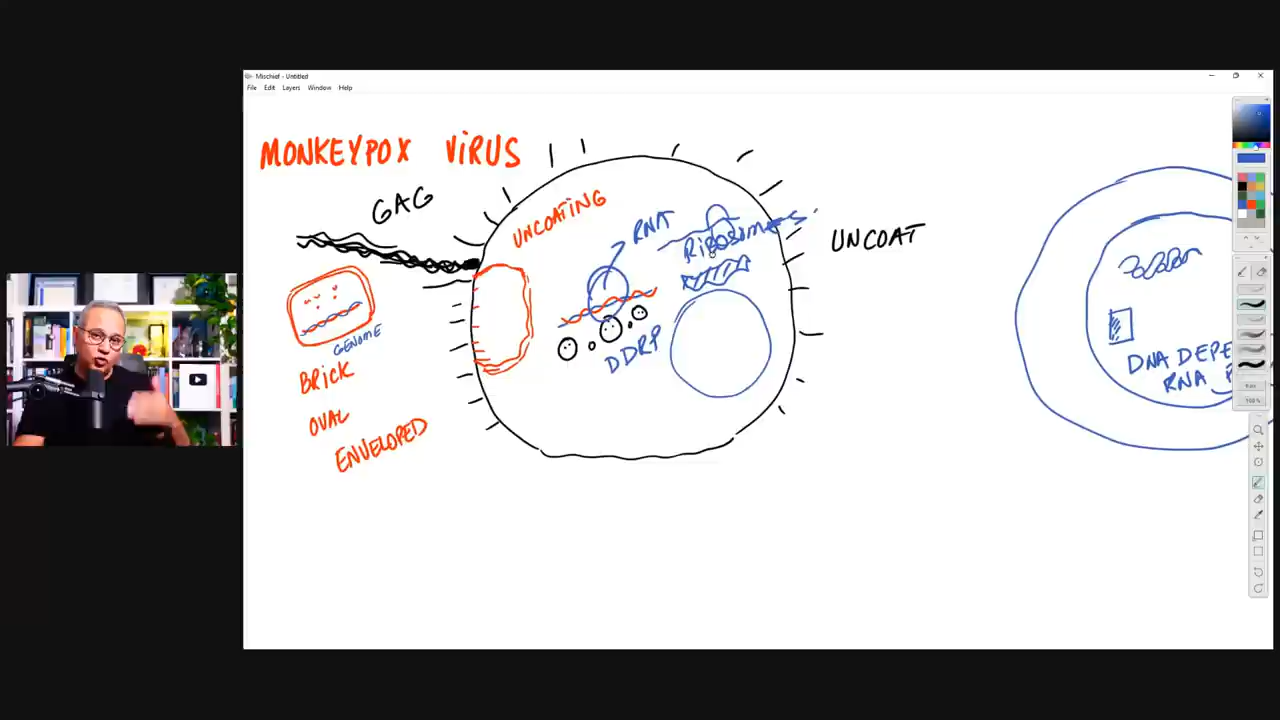 Mischief - Untitled
File Edit Layers Window Help
MONKEYPOX VIRUS
GAG
UNCOATING
RNA
Ribosomes
UNCOAT
GENOME
DDRP
BRICK
OVAL
ENVELOPED
DNA DEPE
RNA P